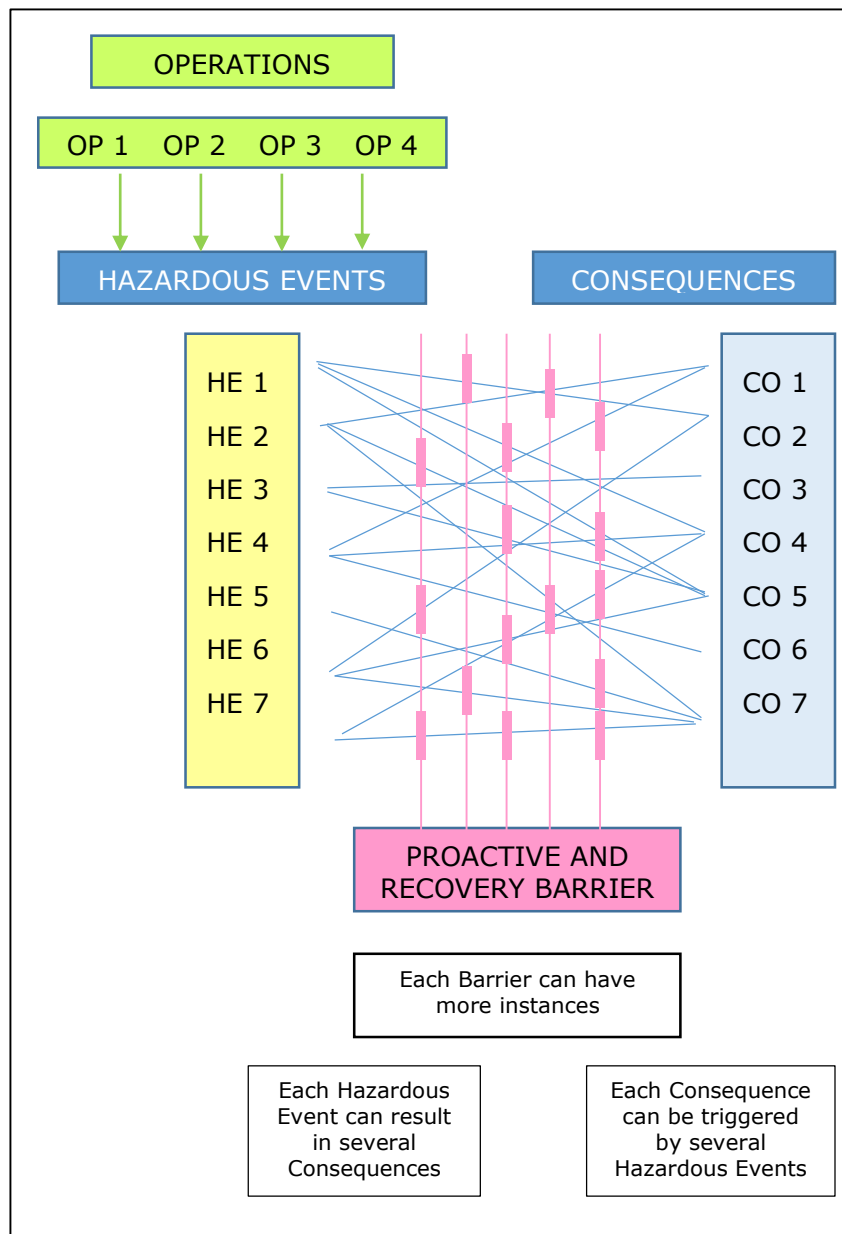 OPERATIONS
OP 1 OP 2 OP 3 OP 4
HAZARDOUS EVENTS
CONSEQUENCES
HE 1
HE 2
HE 3
HE 4
HE 5
HE 6
HE 7
CO 1
CO 2
CO 3
CO 4
CO 5
CO 6
CO 7
PROACTIVE AND
RECOVERY BARRIER
Each Barrier can have
more instances
Each Hazardous
Event can result
in several
Consequences
Each Consequence
can be triggered
by several
Hazardous Events